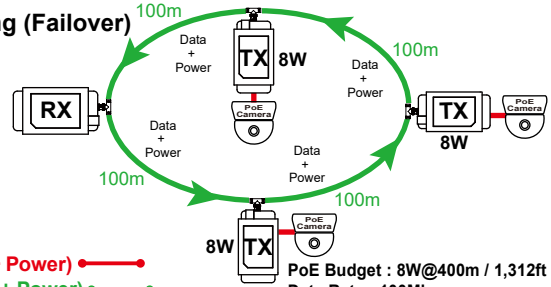 (Failover)
100m
100m
Data
+
Power
TX
8W
PoE
Camera
Data
+
Power
RX
TX
8W
PoE
Camera
Data
+
Power
Data
+
Power
100m
100m
8W
TX
PoE
Camera
Power)
Power)
PoE Budget : 8W@400m / 1,312ft